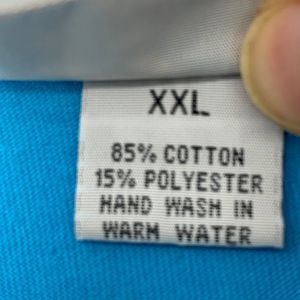 XXL
85% COTTON
15% POLYESTER
HAND WASH IN
WARM WATER